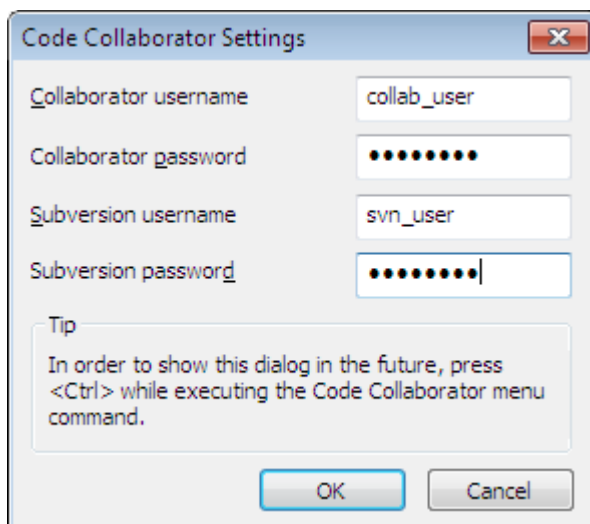 Code Collaborator Settings
Collaborator username collab_user
Collaborator password ●●●●●●●●
Subversion username svn_user
Subversion password ●●●●●●●●
Tip
In order to show this dialog in the future, press
<Ctrl> while executing the Code Collaborator menu
command.
OK Cancel